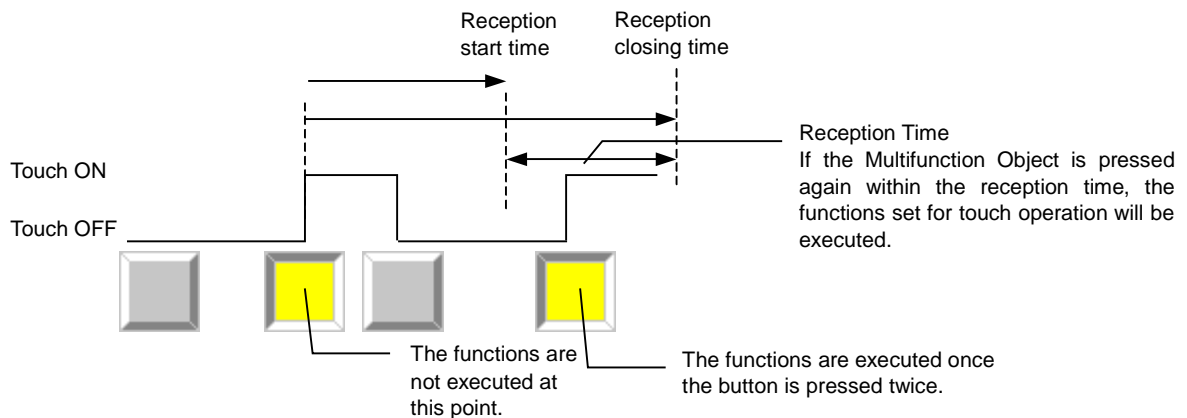 Reception
start time
Reception
closing time
Reception Time
If the Multifunction Object is pressed
again within the reception time, the
functions set for touch operation will be
executed.
Touch ON
Touch OFF
The functions are
not executed at
this point.
The functions are executed once
the button is pressed twice.